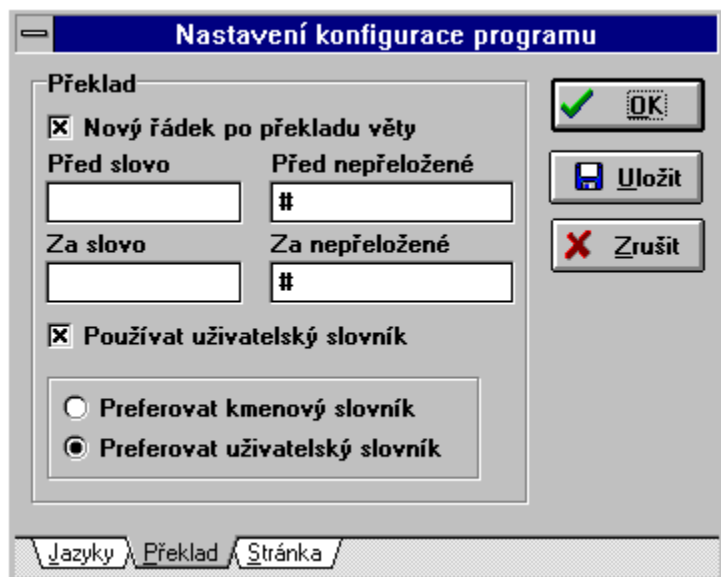 Nastavení konfigurace programu
Překlad
Nový řádek po překladu věty
Před slovo
Před nepřeložené
#
Za slovo
Za nepřeložené
#
Používat uživatelský slovník
Preferovat kmenový slovník
Preferovat uživatelský slovník
OK
Uložit
Zrušit
Jazyky
Překlad
Stránka